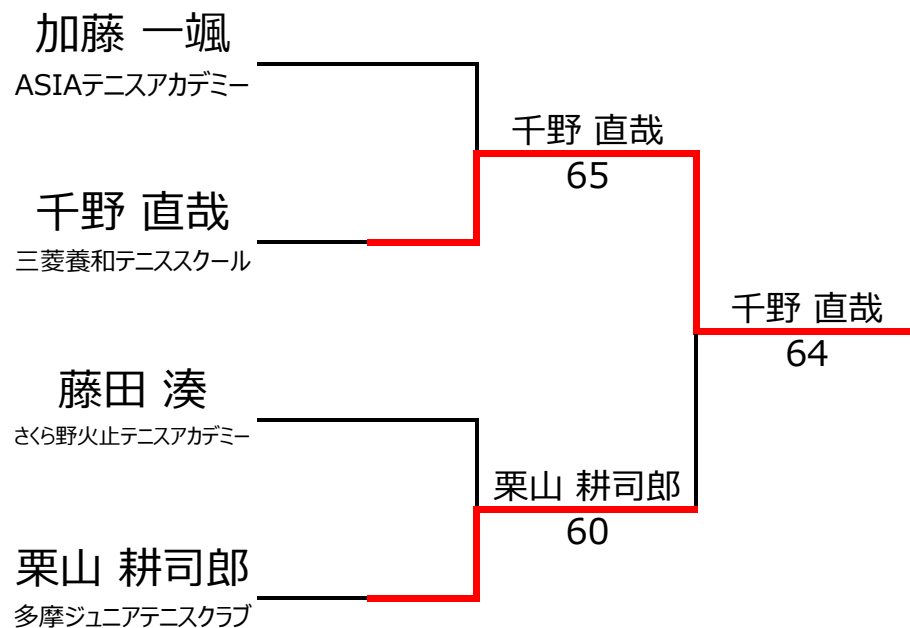 加藤 一颯
ASIAテニスアカデミー
千野 直哉
65
千野 直哉
三菱養和テニススクール
千野 直哉
64
藤田 湊
さくら野火止テニスアカデミー
栗山 耕司郎
60
栗山 耕司郎
多摩ジュニアテニスクラブ